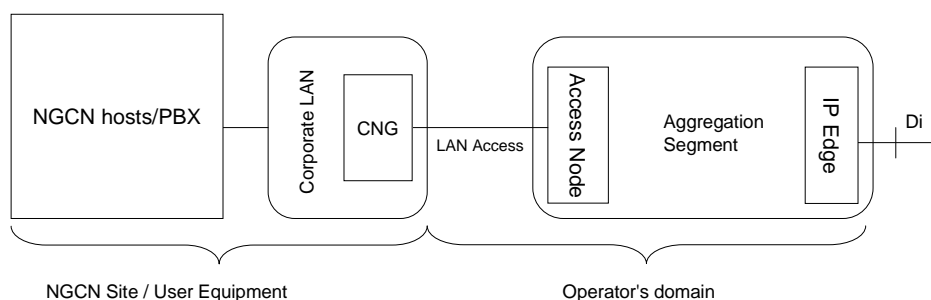 NGCN hosts/PBX
Corporate LAN
CNG
LAN Access
Access Node
Aggregation
Segment
IP Edge
Di
NGCN Site / User Equipment
Operator's domain